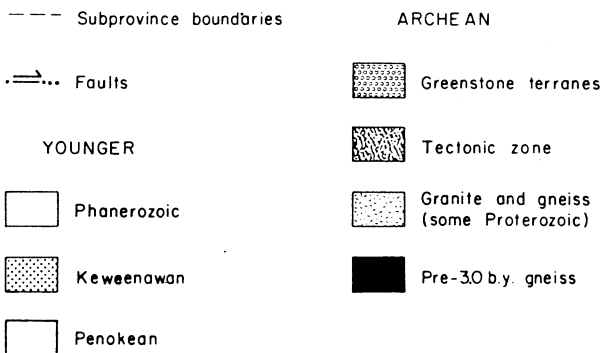 Subprovince boundaries
Faults
YOUNGER
Phanerozoic
Keweenawan
Penokean
ARCHEAN
Greenstone terranes
Tectonic zone
Granite and gneiss
(some Proterozoic)
Pre-3.0 b.y. gneiss